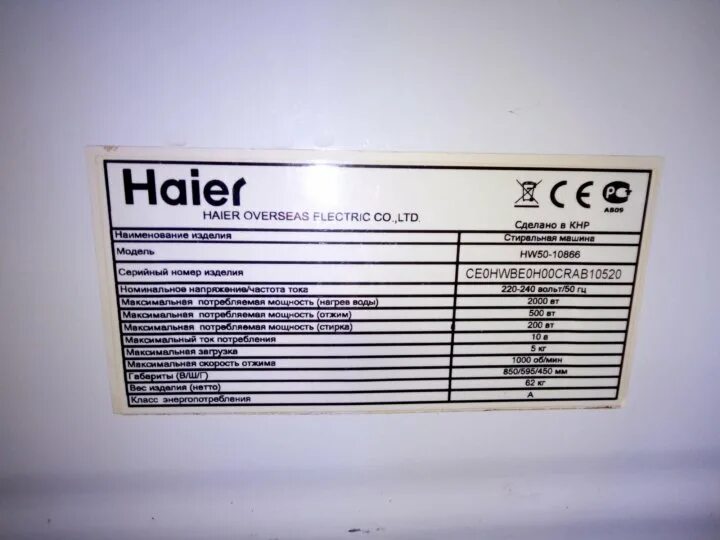 Haier
HAIER OVERSEAS ELECTRIC CO.,LTD.
CE PC
АВ09
Сделано в КНР
Наименование изделия Стиральная машина
Модель HW50-10866
Серийный номер изделия CE0HWBE0H00CRAB10520
Номинальное напряжение/частота тока 220-240 вольт/50 гц
Максимальная потребляемая мощность (нагрев воды) 2000 вт
Максимальная потребляемая мощность (отжим) 500 вт
Максимальная потребляемая мощность (стирка) 200 вт
Максимальный ток потребления 10 в
Максимальная загрузка 5 кг
Максимальная скорость отжима 1000 об/мин
Габариты (В/Ш/Г) 850/595/450 мм
Вес изделия (нетто) 62 кг
Класс энергопотребления А